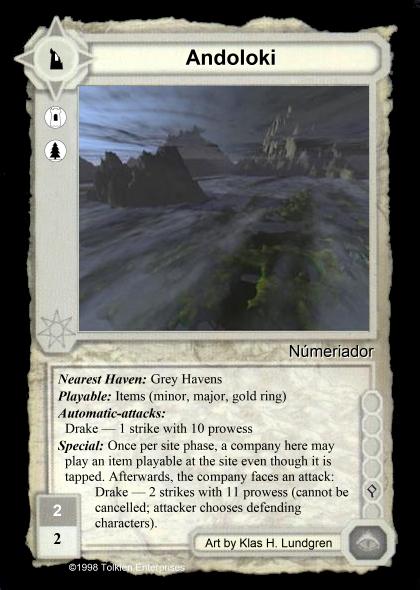 Andoloki
Númeriador
Nearest Haven: Grey Havens
Playable: Items (minor, major, gold ring)
Automatic-attacks:
Drake — 1 strike with 10 prowess
Special: Once per site phase, a company here may
play an item playable at the site even though it is
tapped. Afterwards, the company faces an attack:
Drake — 2 strikes with 11 prowess (cannot be
cancelled; attacker chooses defending
characters).
2
2
Art by Klas H. Lundgren
©1998 Tolkien Enterprises